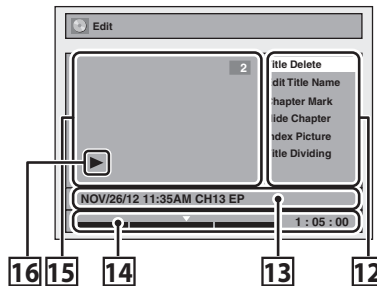 Edit
2
itle Delete
dit Title Name
hapter Mark
lide Chapter
ndex Picture
itle Dividing
NOV/26/12 11:35AM CH13 EP
1 : 05 : 00
16 15 14 13 12